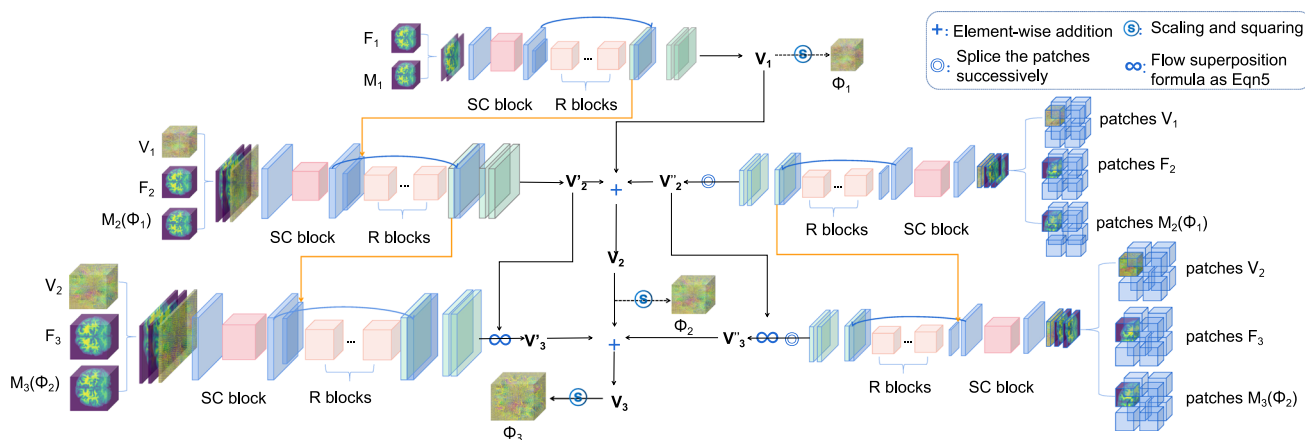 F1
M1
SC block
R blocks
...
V1
S
Φ1
+: Element-wise addition
S: Scaling and squaring
◎: Splice the patches
successively
∞: Flow superposition
formula as Eqn5
V1
F2
M2(Φ1)
SC block
R blocks
...
V'2
+
V''2
R blocks
...
SC block
patches V1
patches F2
patches M2(Φ1)
V2
S
Φ2
V2
F3
M3(Φ2)
SC block
R blocks
...
∞
V'3
+
V''3
∞
R blocks
...
SC block
patches V2
patches F3
patches M3(Φ2)
Φ3
S
V3